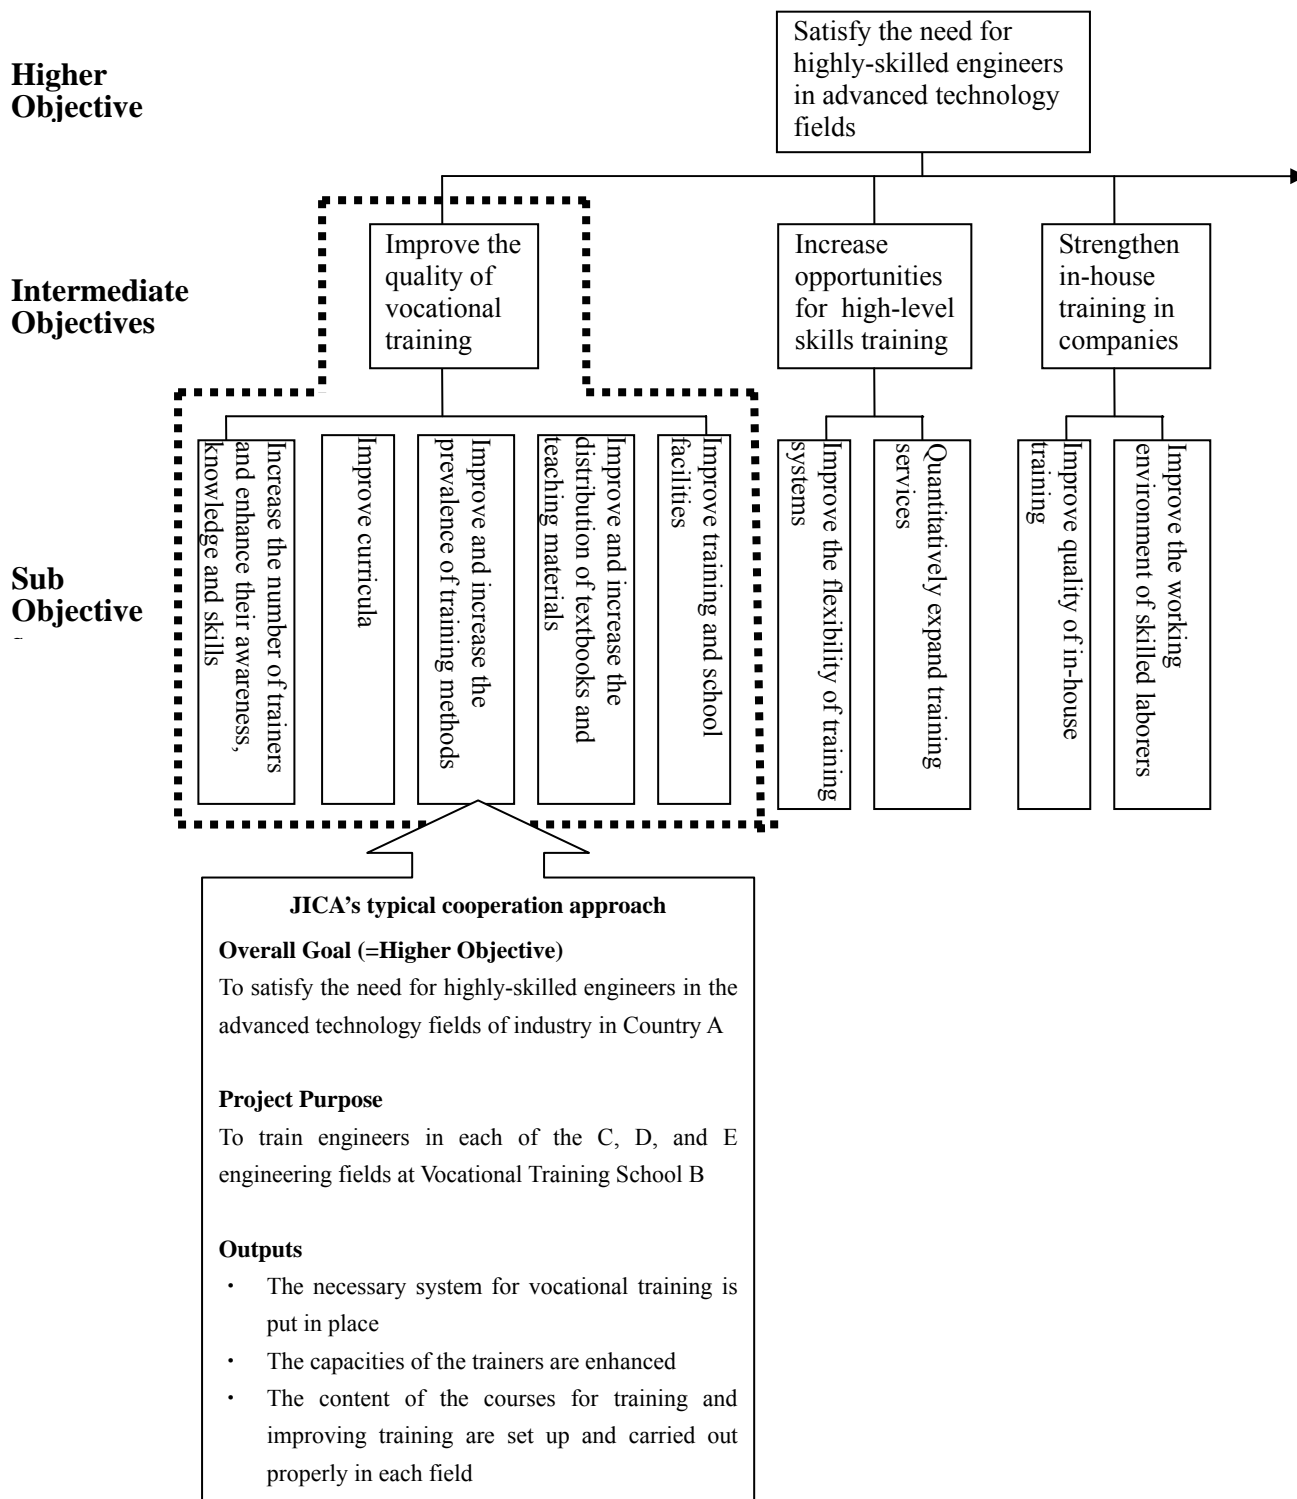 Higher
Objective
Satisfy the need for
highly-skilled engineers
in advanced technology
fields
Intermediate
Objectives
Improve the
quality of
vocational
training
Increase
opportunities
for high-level
skills training
Strengthen
in-house
training in
companies
Sub
Objective
Increase the number of trainers
and enhance their awareness,
knowledge and skills
Improve curricula
Improve and increase the
prevalence of training methods
Improve and increase the
distribution of textbooks and
teaching materials
Improve training and school
facilities
Improve the flexibility of training
systems
Quantitatively expand training
services
Improve quality of in-house
training
Improve the working
environment of skilled laborers
JICA's typical cooperation approach
Overall Goal (=Higher Objective)
To satisfy the need for highly-skilled engineers in the
advanced technology fields of industry in Country A
Project Purpose
To train engineers in each of the C, D, and E
engineering fields at Vocational Training School B
Outputs
・ The necessary system for vocational training is
put in place
・ The capacities of the trainers are enhanced
・ The content of the courses for training and
improving training are set up and carried out
properly in each field